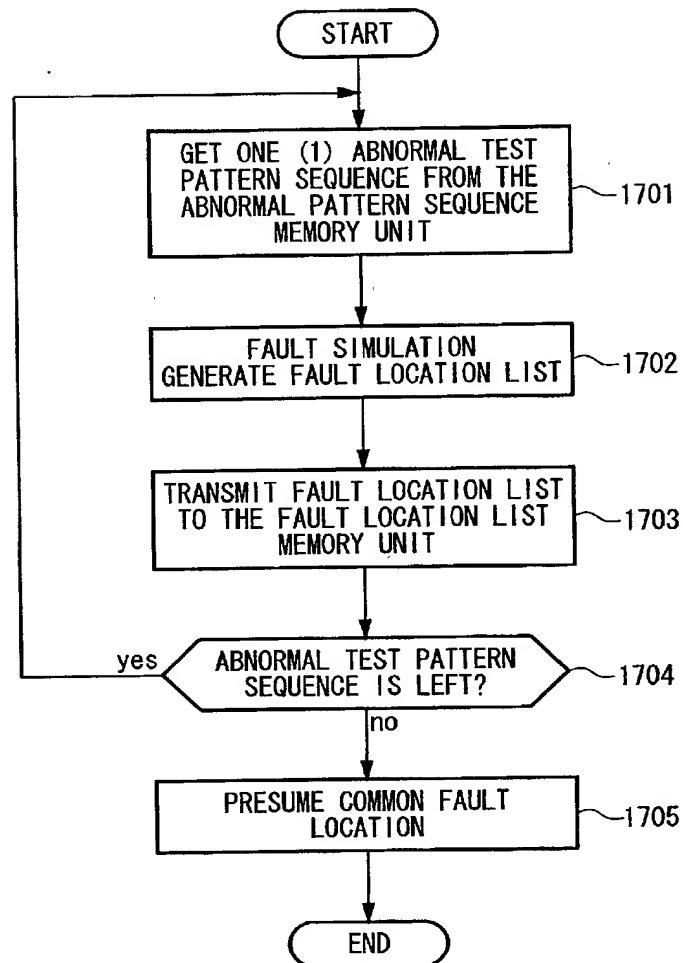 START
GET ONE (1) ABNORMAL TEST
PATTERN SEQUENCE FROM THE
ABNORMAL PATTERN SEQUENCE
MEMORY UNIT
1701
FAULT SIMULATION
GENERATE FAULT LOCATION LIST
1702
TRANSMIT FAULT LOCATION LIST
TO THE FAULT LOCATION LIST
MEMORY UNIT
1703
yes
ABNORMAL TEST PATTERN
SEQUENCE IS LEFT?
1704
no
PRESUME COMMON FAULT
LOCATION
1705
END